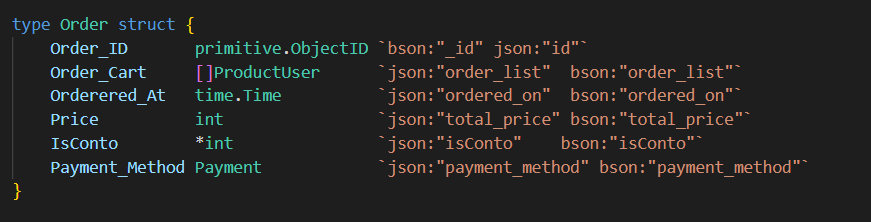 type Order struct {
    Order_ID       primitive.ObjectID `bson:"_id" json:"id"`
    Order_Cart     []ProductUser      `json:"order_list"  bson:"order_list"`
    Orderered_At   time.Time          `json:"ordered_on"  bson:"ordered_on"`
    Price          int                `json:"total_price" bson:"total_price"`
    IsConto        *int               `json:"isConto"    bson:"isConto"`
    Payment_Method Payment            `json:"payment_method" bson:"payment_method"`
}